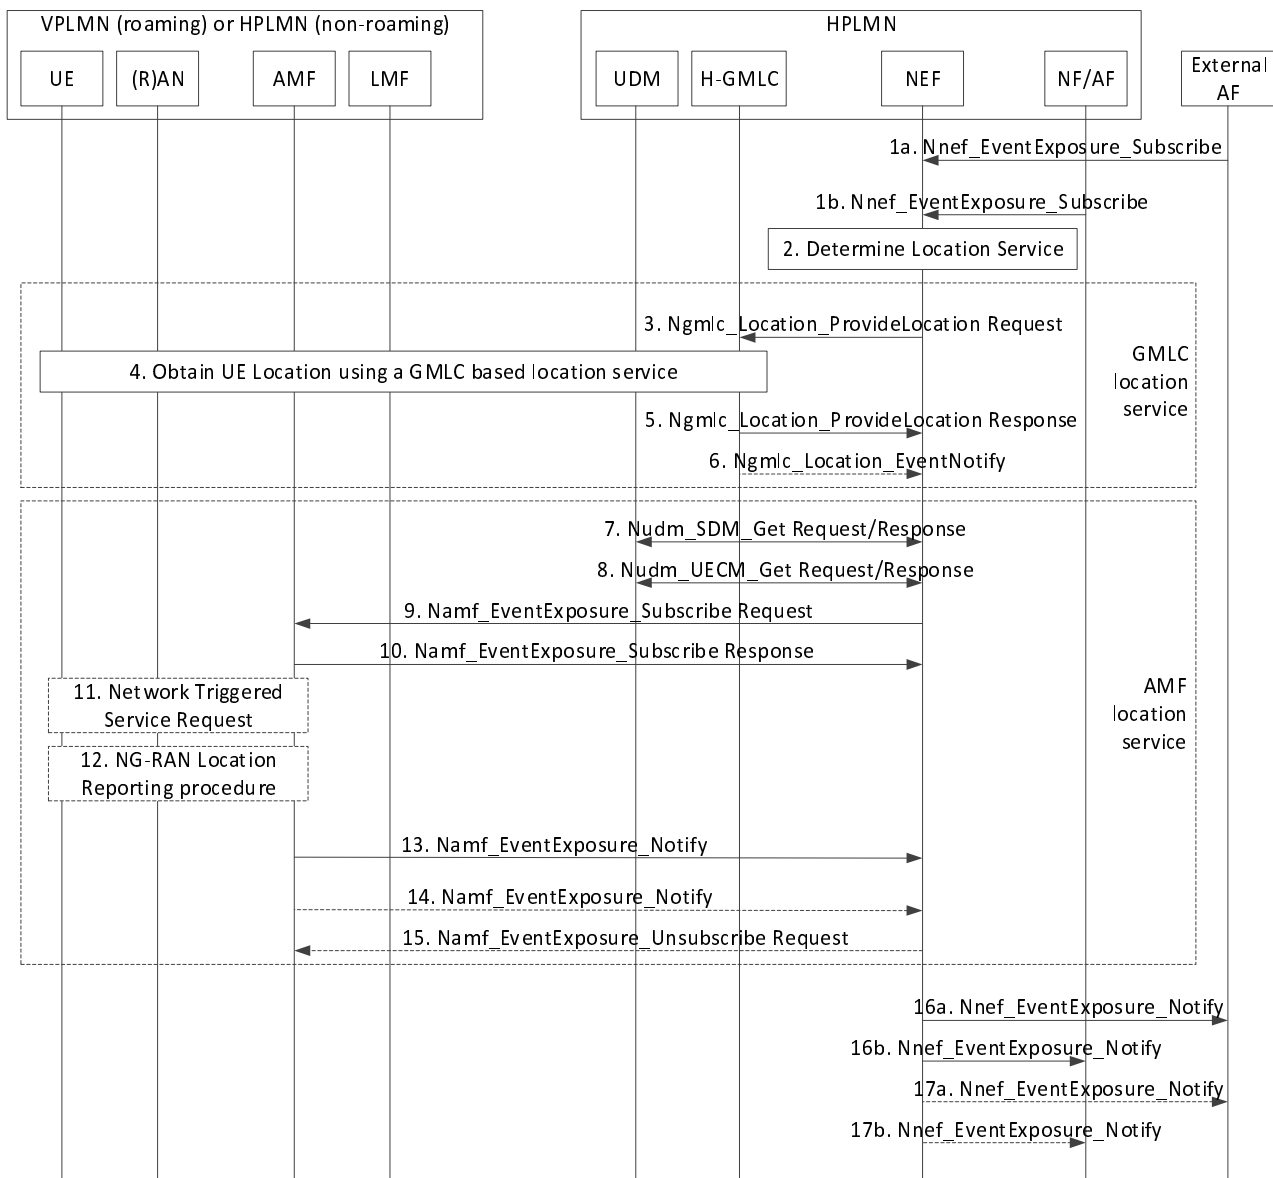 VPLMN (roaming) or HPLMN (non-roaming)
HPLMN
UE
(R)AN
AMF
LMF
UDM
H-GMLC
NEF
NF/AF
External
AF
1a. Nnef_EventExposure_Subscribe
1b. Nnef_EventExposure_Subscribe
2. Determine Location Service
3. Ngmlc_Location_ProvideLocation Request
GMLC
location
service
4. Obtain UE Location using a GMLC based location service
5. Ngmlc_Location_ProvideLocation Response
6. Ngmlc_Location_EventNotify
7. Nudm_SDM_Get Request/Response
8. Nudm_UECM_Get Request/Response
9. Namf_EventExposure_Subscribe Request
10. Namf_EventExposure_Subscribe Response
11. Network Triggered
Service Request
AMF
location
service
12. NG-RAN Location
Reporting procedure
13. Namf_EventExposure_Notify
14. Namf_EventExposure_Notify
15. Namf_EventExposure_Unsubscribe Request
16a. Nnef_EventExposure_Notify
16b. Nnef_EventExposure_Notify
17a. Nnef_EventExposure_Notify
17b. Nnef_EventExposure_Notify